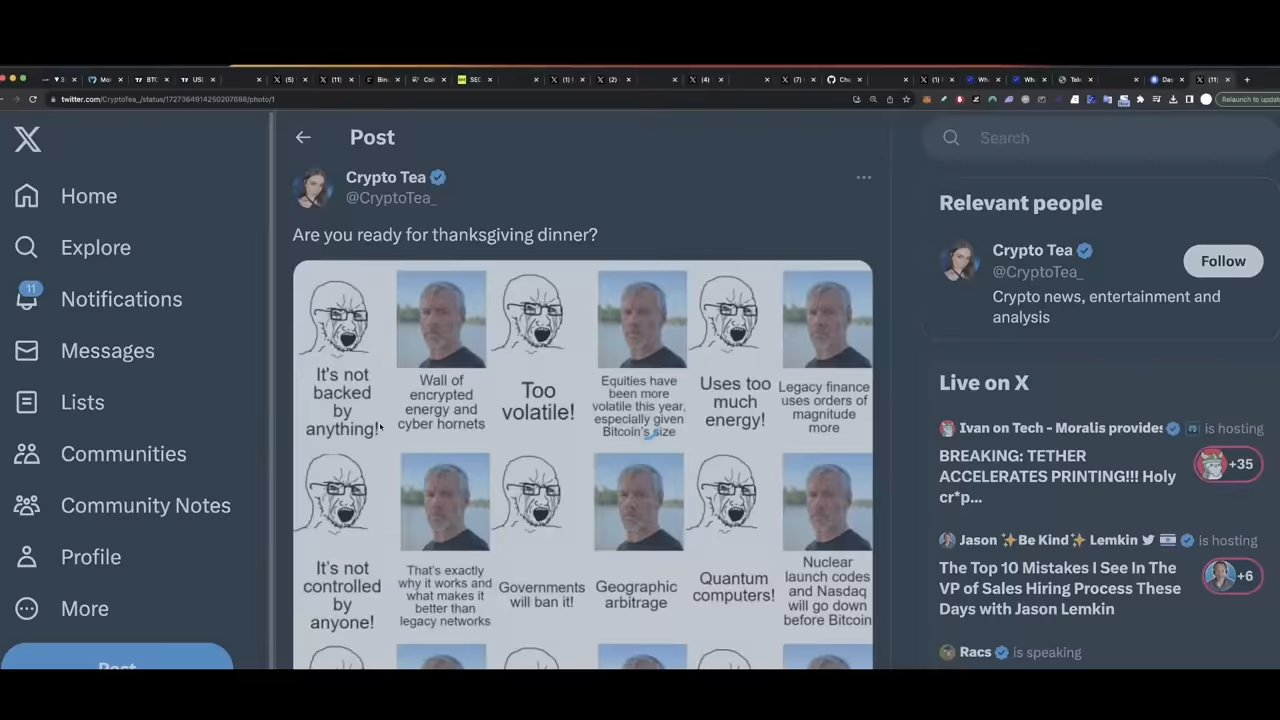 twitter.com/CryptoTea_/status/1727364914250207688/photo/1
Relaunch to update
Home
Explore
11
Notifications
Messages
Lists
Communities
Community Notes
Profile
More
Post
Post
Crypto Tea
@CryptoTea_
Are you ready for thanksgiving dinner?
It's not
backed
by
anything!
Wall of
encrypted
energy and
cyber hornets
Too
volatile!
Equities have
been more
volatile this year,
especially given
Bitcoin's size
Uses too
much
energy!
Legacy finance
uses orders of
magnitude
more
It's not
controlled
by
anyone!
That's exactly
why it works and
what makes it
better than
legacy networks
Governments
will ban it!
Geographic
arbitrage
Quantum
computers!
Nuclear
launch codes
and Nasdaq
will go down
before Bitcoin
Search
Relevant people
Crypto Tea
@CryptoTea_
Follow
Crypto news, entertainment and
analysis
Live on X
Ivan on Tech - Moralis provides is hosting
BREAKING: TETHER
ACCELERATES PRINTING!!! Holy
cr*p...
+35
Jason ✨Be Kind✨ Lemkin is hosting
The Top 10 Mistakes I See In The
VP of Sales Hiring Process These
Days with Jason Lemkin
+6
Racs is speaking